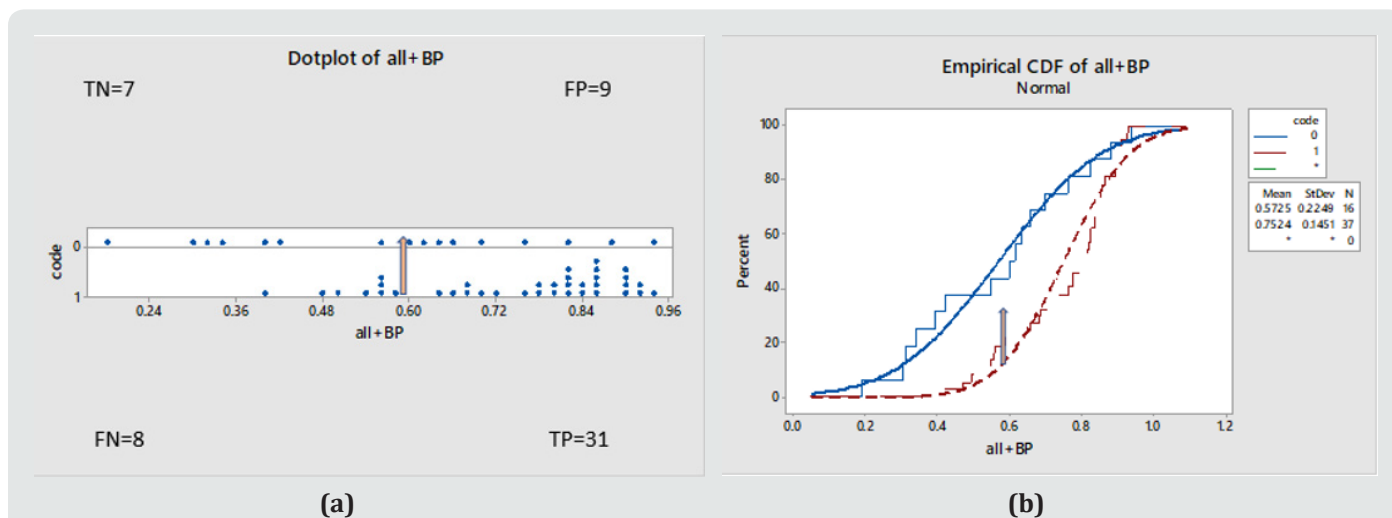 Dotplot of all+BP
TN=7
FP=9
code
0
1
0.24 0.36 0.48 0.60 0.72 0.84 0.96
all+BP
FN=8
TP=31
(a)
Empirical CDF of all+BP
Normal
Percent
100
80
60
40
20
0
0.0 0.2 0.4 0.6 0.8 1.0 1.2
all+BP
code
0
1
*
Mean StDev N
0.5725 0.2249 16
0.7524 0.1451 37
* * 0
(b)